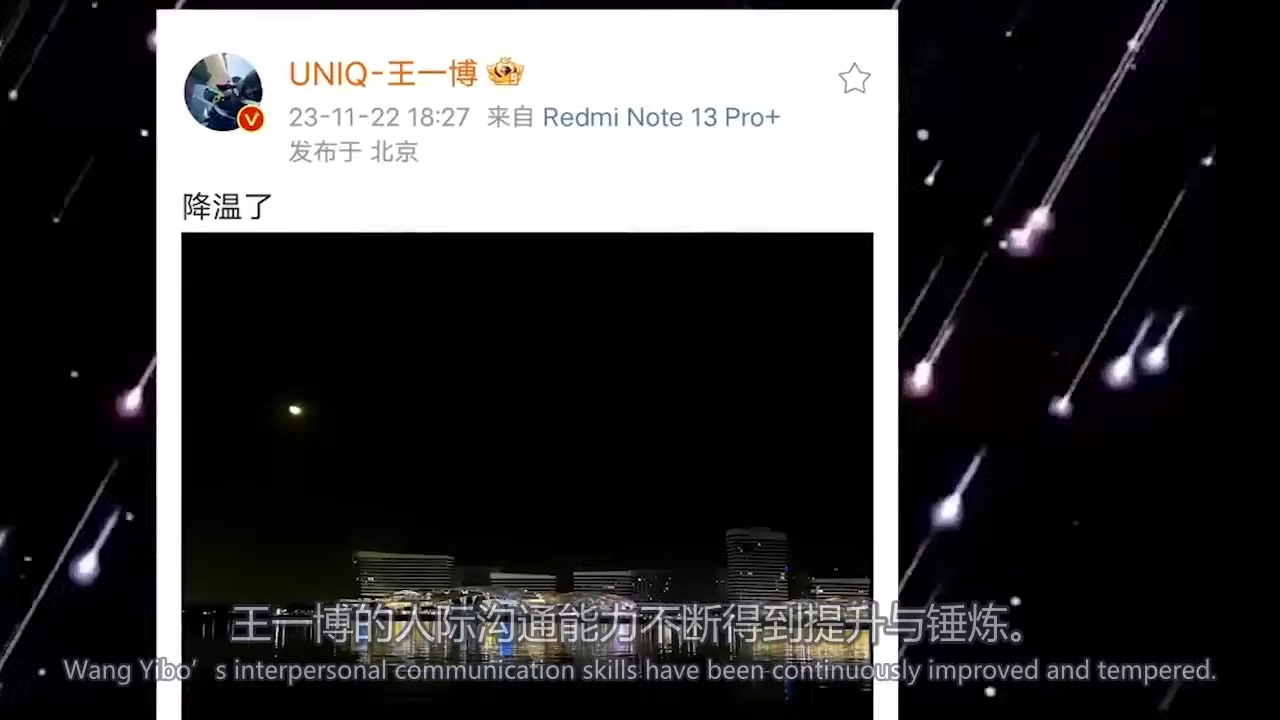 UNIQ-王一博
23-11-22 18:27 来自 Redmi Note 13 Pro+
发布于 北京
降温了
王一博的人际沟通能力不断得到提升与锤炼。
Wang Yibo’s interpersonal communication skills have been continuously improved and tempered.